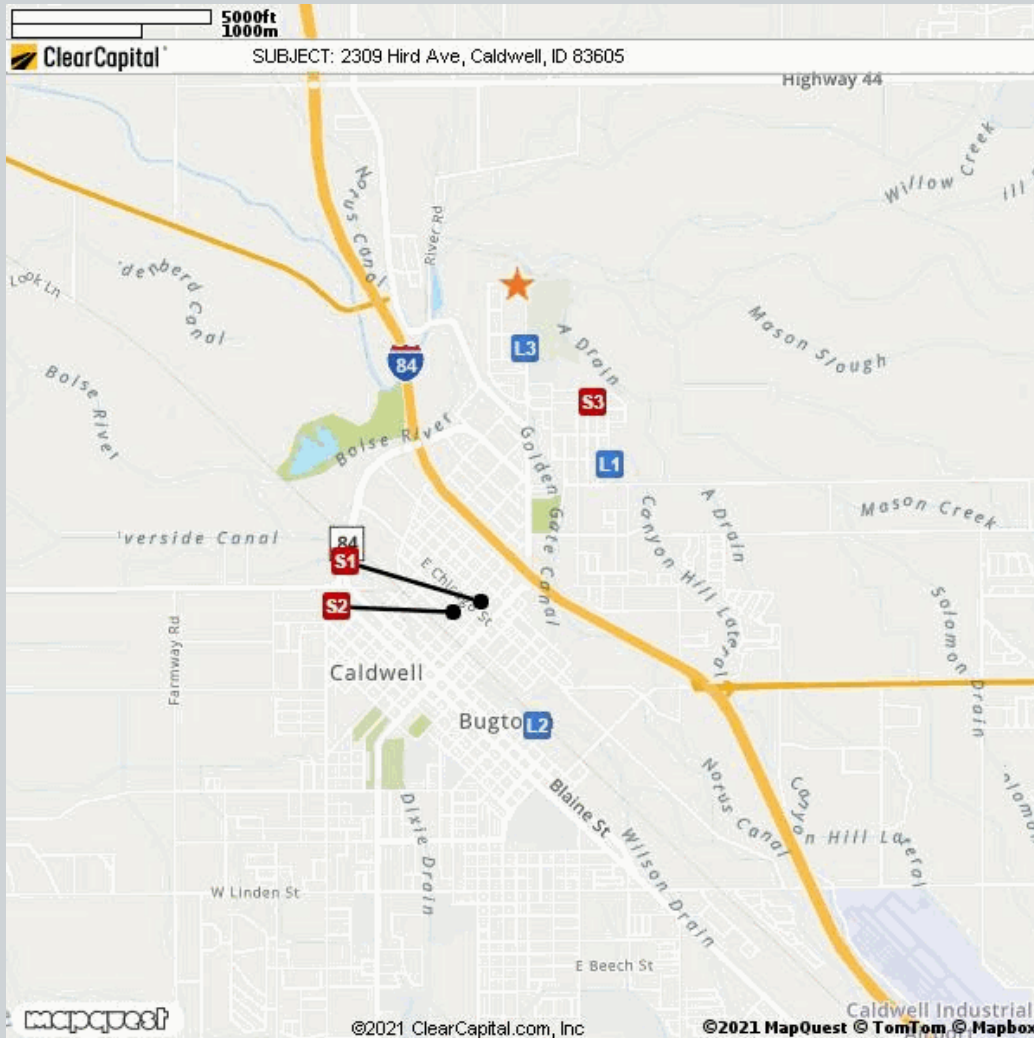 5000ft
1000m
ClearCapital
SUBJECT: 2309 Hird Ave, Caldwell, ID 83605
Highway 44
Willow Creek
Norus Canal
River Rd
Look Ln
Canal
Mason Slough
A Drain
L3
84
Boise River
S3
Boise River
Golden Gate Canal
L1
Canyon Hill Lateral
A Drain
Mason Creek
Canal
84
S1
E Chicago St
S2
Solomon Drain
Farmway Rd
Caldwell
L2
Blaine St
Norus Canal
Canyon Hill Lateral
Dixie Drain
Wilson Drain
W Linden St
E Beech St
Caldwell Industrial
mapquest
©2021 ClearCapital.com, Inc
©2021 MapQuest © TomTom © Mapbox